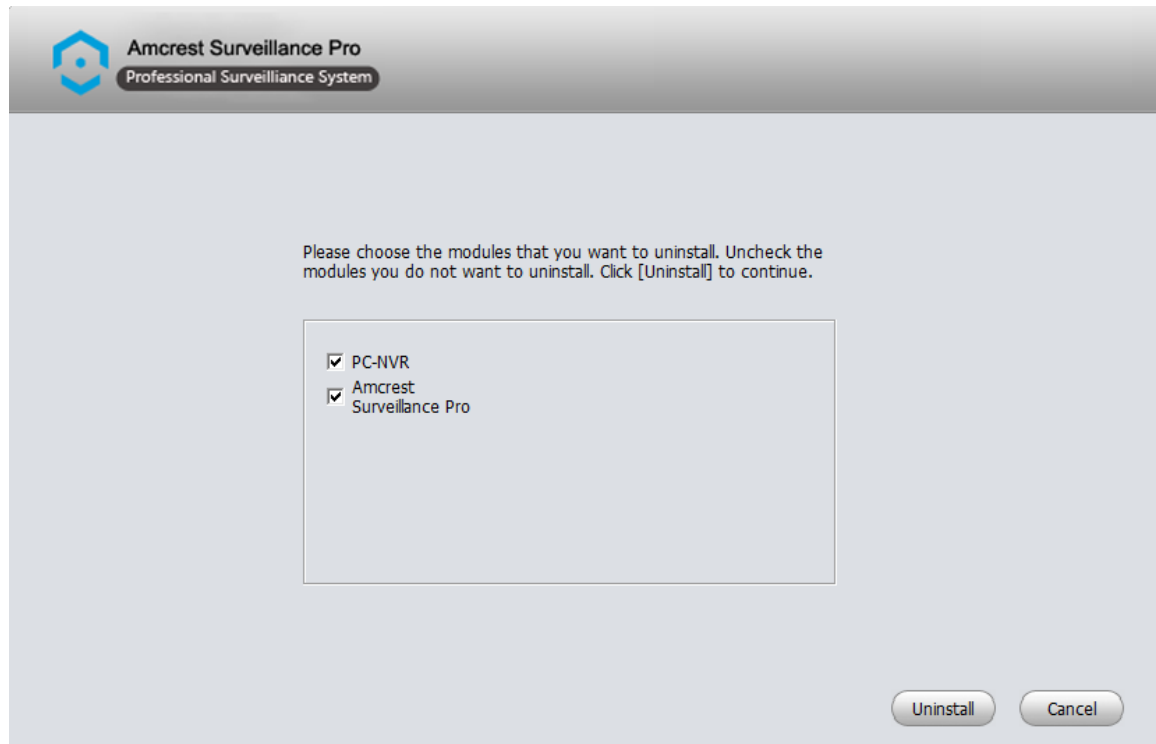 Amcrest Surveillance Pro
Professional Surveilliance System
Please choose the modules that you want to uninstall. Uncheck the
modules you do not want to uninstall. Click [Uninstall] to continue.
PC-NVR
Amcrest
Surveillance Pro
Uninstall
Cancel